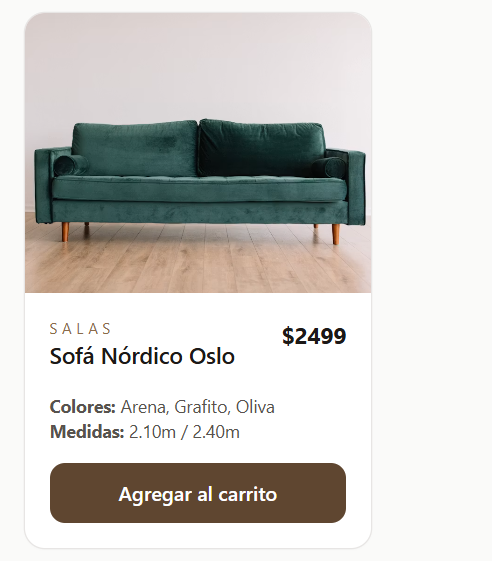 SALAS
Sofá Nórdico Oslo
$2499
Colores: Arena, Grafito, Oliva
Medidas: 2.10m / 2.40m
Agregar al carrito